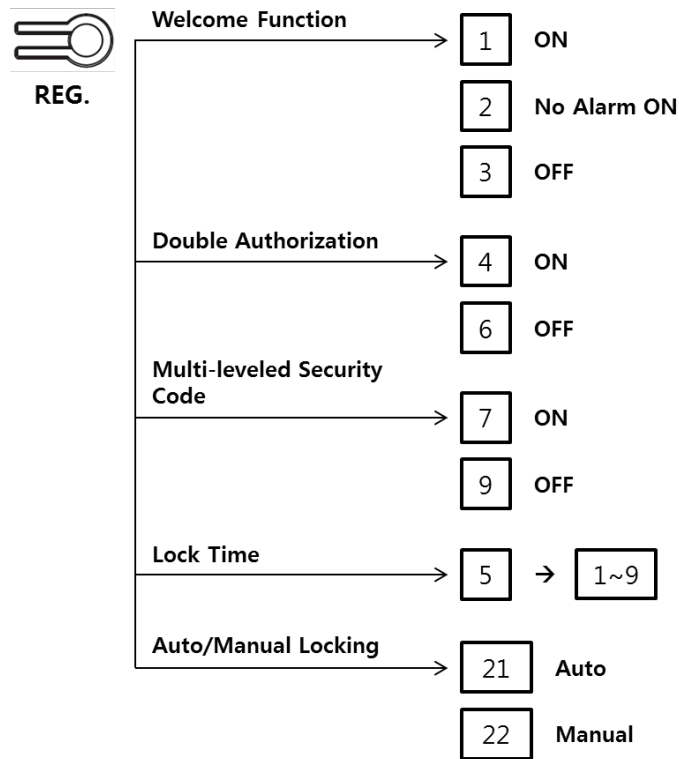 REG.
Welcome Function
1 ON
2 No Alarm ON
3 OFF
Double Authorization
4 ON
6 OFF
Multi-leveled Security
Code
7 ON
9 OFF
Lock Time
5 → 1~9
Auto/Manual Locking
21 Auto
22 Manual